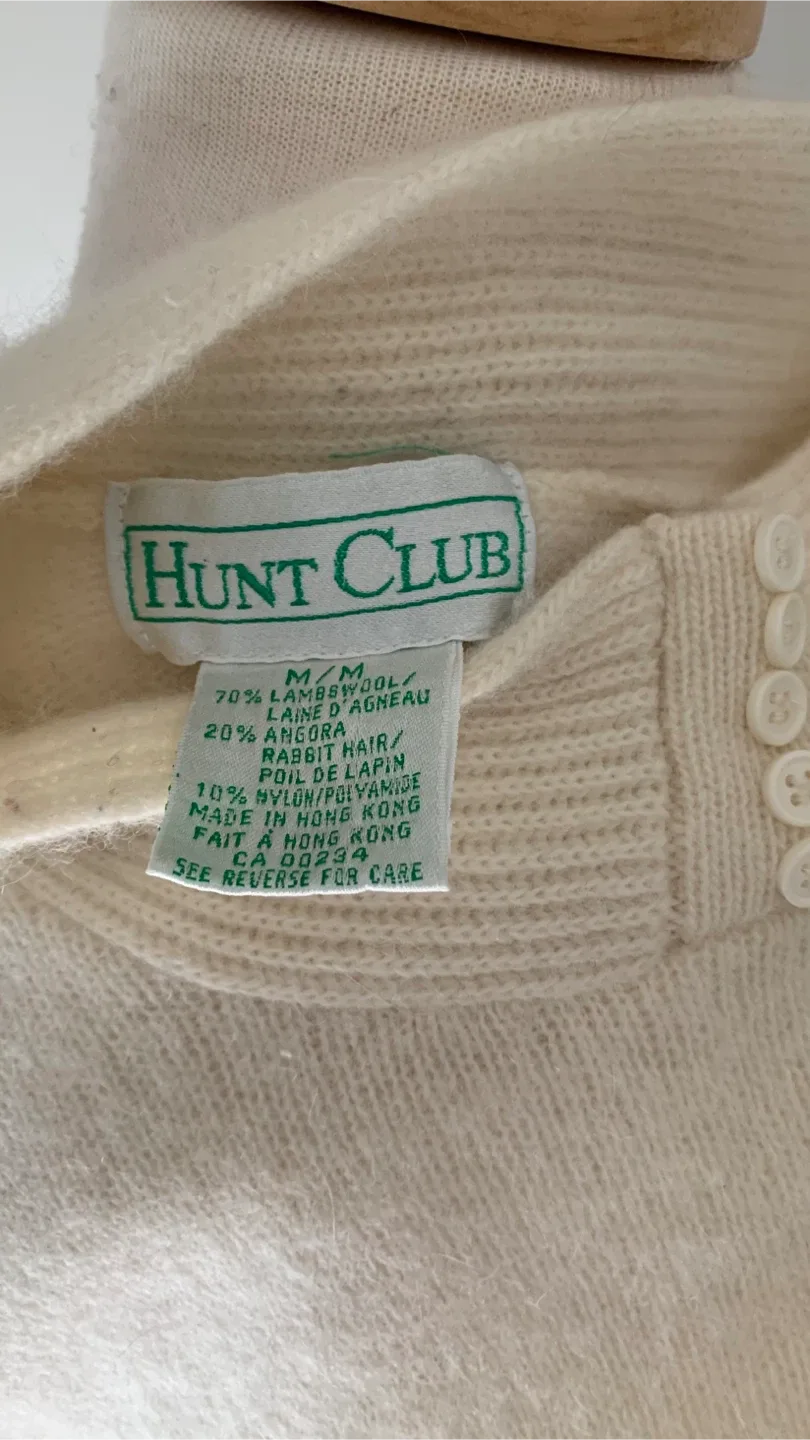 HUNT CLUB
M/M
70% LAMBSWOOL/
LAINE D'AGNEAU
20% ANGORA
RABBIT HAIR/
POIL DE LAPIN
10% NYLON/POLYAMIDE
MADE IN HONG KONG
FAIT À HONG KONG
CA 00234
SEE REVERSE FOR CARE